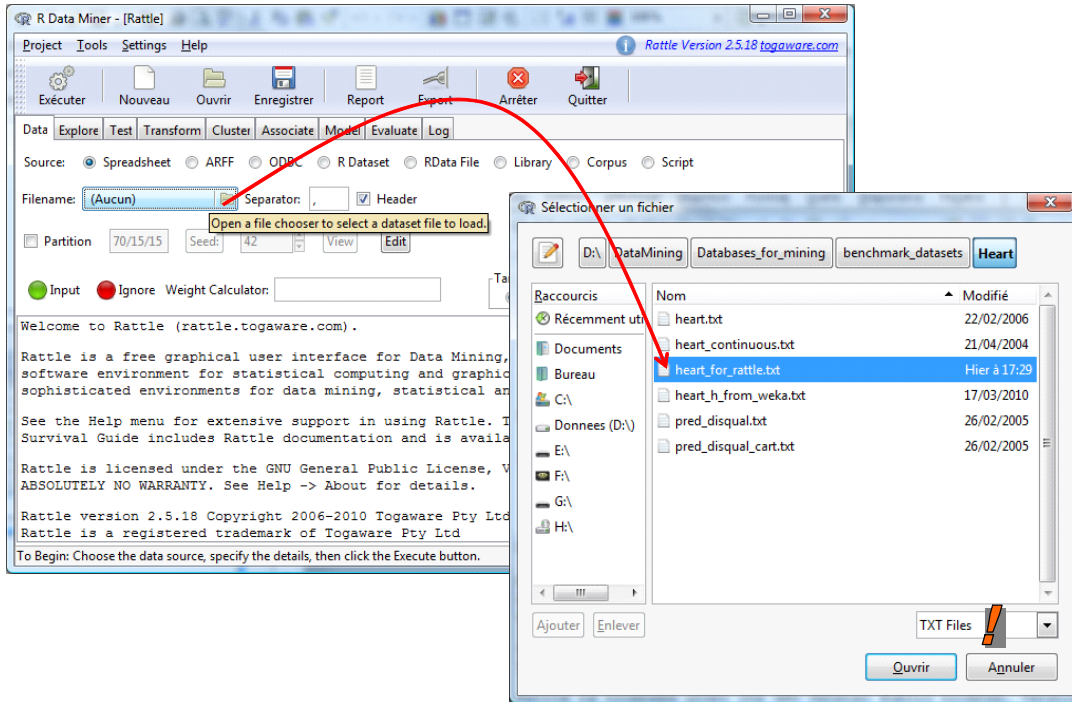 R Data Miner - [Rattle]
Project Tools Settings Help
Rattle Version 2.5.18 togaware.com
Exécuter Nouveau Ouvrir Enregistrer Report Export Arrêter Quitter
Data Explore Test Transform Cluster Associate Model Evaluate Log
Source: Spreadsheet ARFF ODBC R Dataset RData File Library Corpus Script
Filename: (Aucun) Separator: , Header
Open a file chooser to select a dataset file to load.
Partition 70/15/15 Seed: 42 View Edit
Input Ignore Weight Calculator:
Welcome to Rattle (rattle.togaware.com).
Rattle is a free graphical user interface for Data Mining,
software environment for statistical computing and graphic
sophisticated environments for data mining, statistical an
See the Help menu for extensive support in using Rattle. T
Survival Guide includes Rattle documentation and is availa
Rattle is licensed under the GNU General Public License, V
ABSOLUTELY NO WARRANTY. See Help -> About for details.
Rattle version 2.5.18 Copyright 2006-2010 Togaware Pty Ltd
Rattle is a registered trademark of Togaware Pty Ltd
To Begin: Choose the data source, specify the details, then click the Execute button.
Sélectionner un fichier
D:\ DataMining Databases_for_mining benchmark_datasets Heart
Raccourcis
Récemment uti
Documents
Bureau
C:\
Donnees (D:\)
E:\
F:\
G:\
H:\
Nom Modifié
heart.txt 22/02/2006
heart_continuous.txt 21/04/2004
heart_for_rattle.txt Hier à 17:29
heart_h_from_weka.txt 17/03/2010
pred_disqual.txt 26/02/2005
pred_disqual_cart.txt 26/02/2005
Ajouter Enlever
TXT Files
Ouvrir Annuler